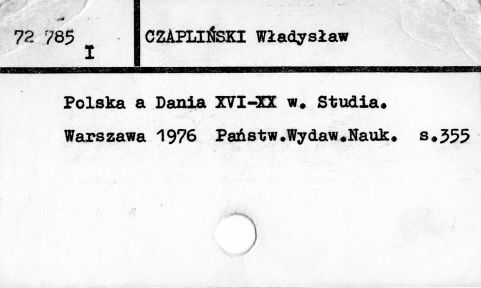 72 785
I
CZAPLIŃSKI Władysław
Polska a Dania XVI-XX w. Studia.
Warszawa 1976 Państw.Wydaw.Nauk. s.355